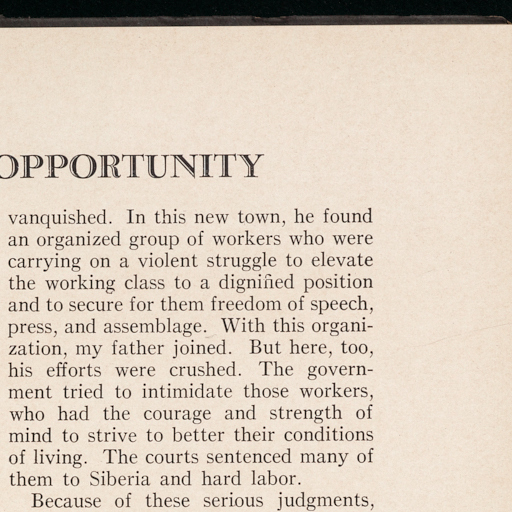 OPPORTUNITY
vanquished. In this new town, he found
an organized group of workers who were
carrying on a violent struggle to elevate
the working class to a dignified position
and to secure for them freedom of speech,
press, and assemblage. With this organi-
zation, my father joined. But here, too,
his efforts were crushed. The govern-
ment tried to intimidate those workers,
who had the courage and strength of
mind to strive to better their conditions
of living. The courts sentenced many of
them to Siberia and hard labor.
Because of these serious judgments,